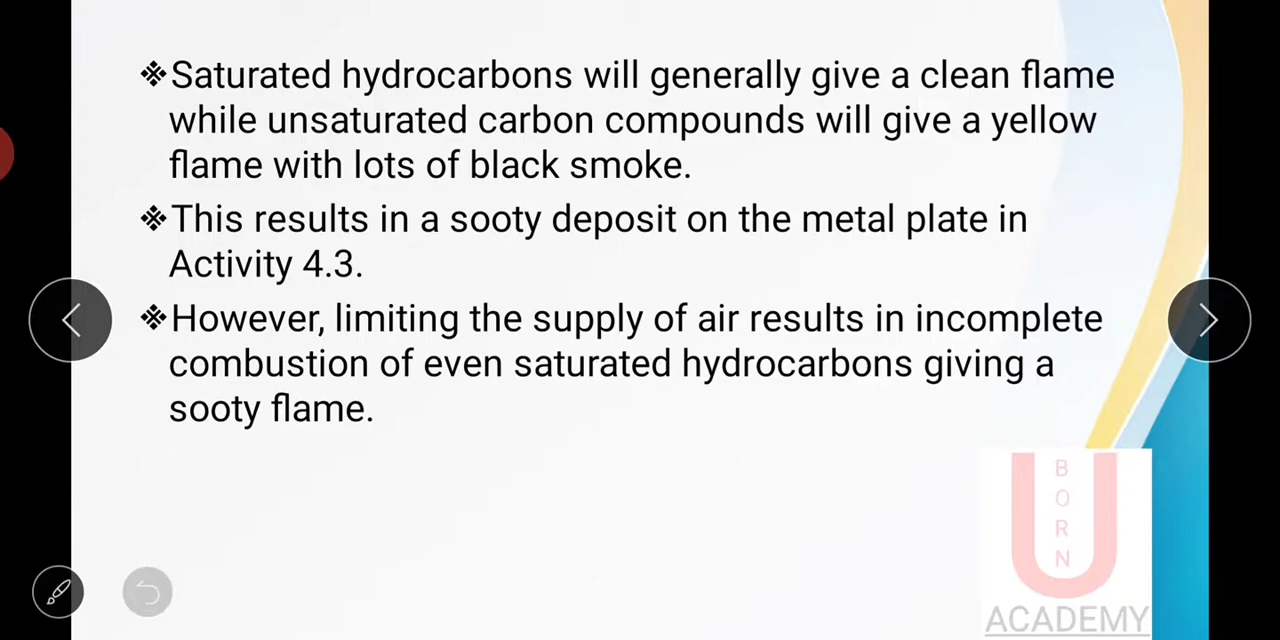 ❖Saturated hydrocarbons will generally give a clean flame
while unsaturated carbon compounds will give a yellow
flame with lots of black smoke.
❖This results in a sooty deposit on the metal plate in
Activity 4.3.
❖However, limiting the supply of air results in incomplete
combustion of even saturated hydrocarbons giving a
sooty flame.
U
B
O
R
N
ACADEMY